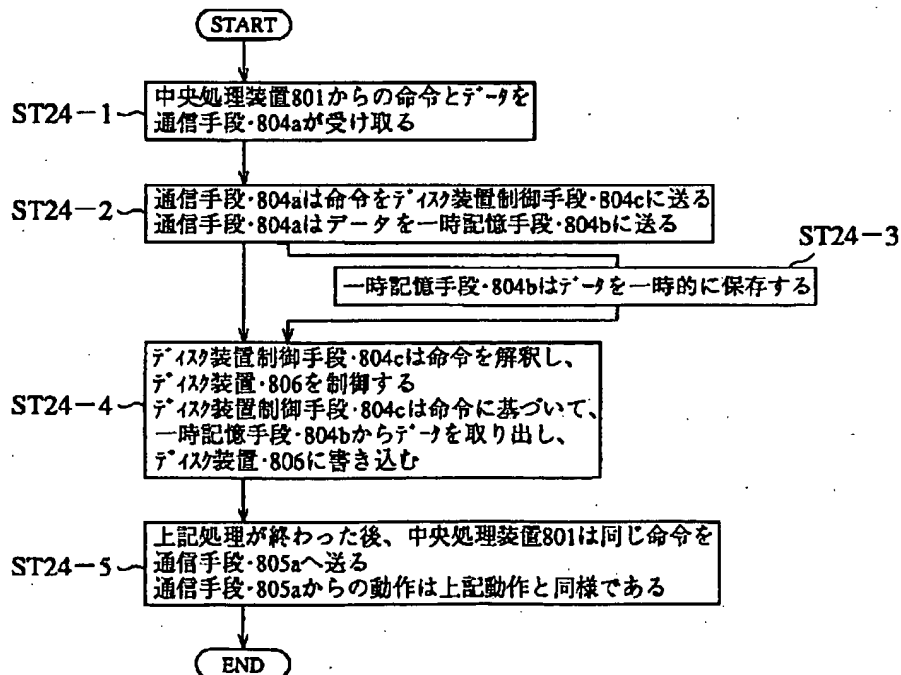 START
ST24-1
中央処理装置801からの命令とデータを
通信手段・804aが受け取る
ST24-2
通信手段・804aは命令をディスク装置制御手段・804cに送る
通信手段・804aはデータを一時記憶手段・804bに送る
ST24-3
一時記憶手段・804bはデータを一時的に保存する
ST24-4
ディスク装置制御手段・804cは命令を解釈し、
ディスク装置・806を制御する
ディスク装置制御手段・804cは命令に基づいて、
一時記憶手段・804bからデータを取り出し、
ディスク装置・806に書き込む
ST24-5
上記処理が終わった後、中央処理装置801は同じ命令を
通信手段・805aへ送る
通信手段・805aからの動作は上記動作と同様である
END